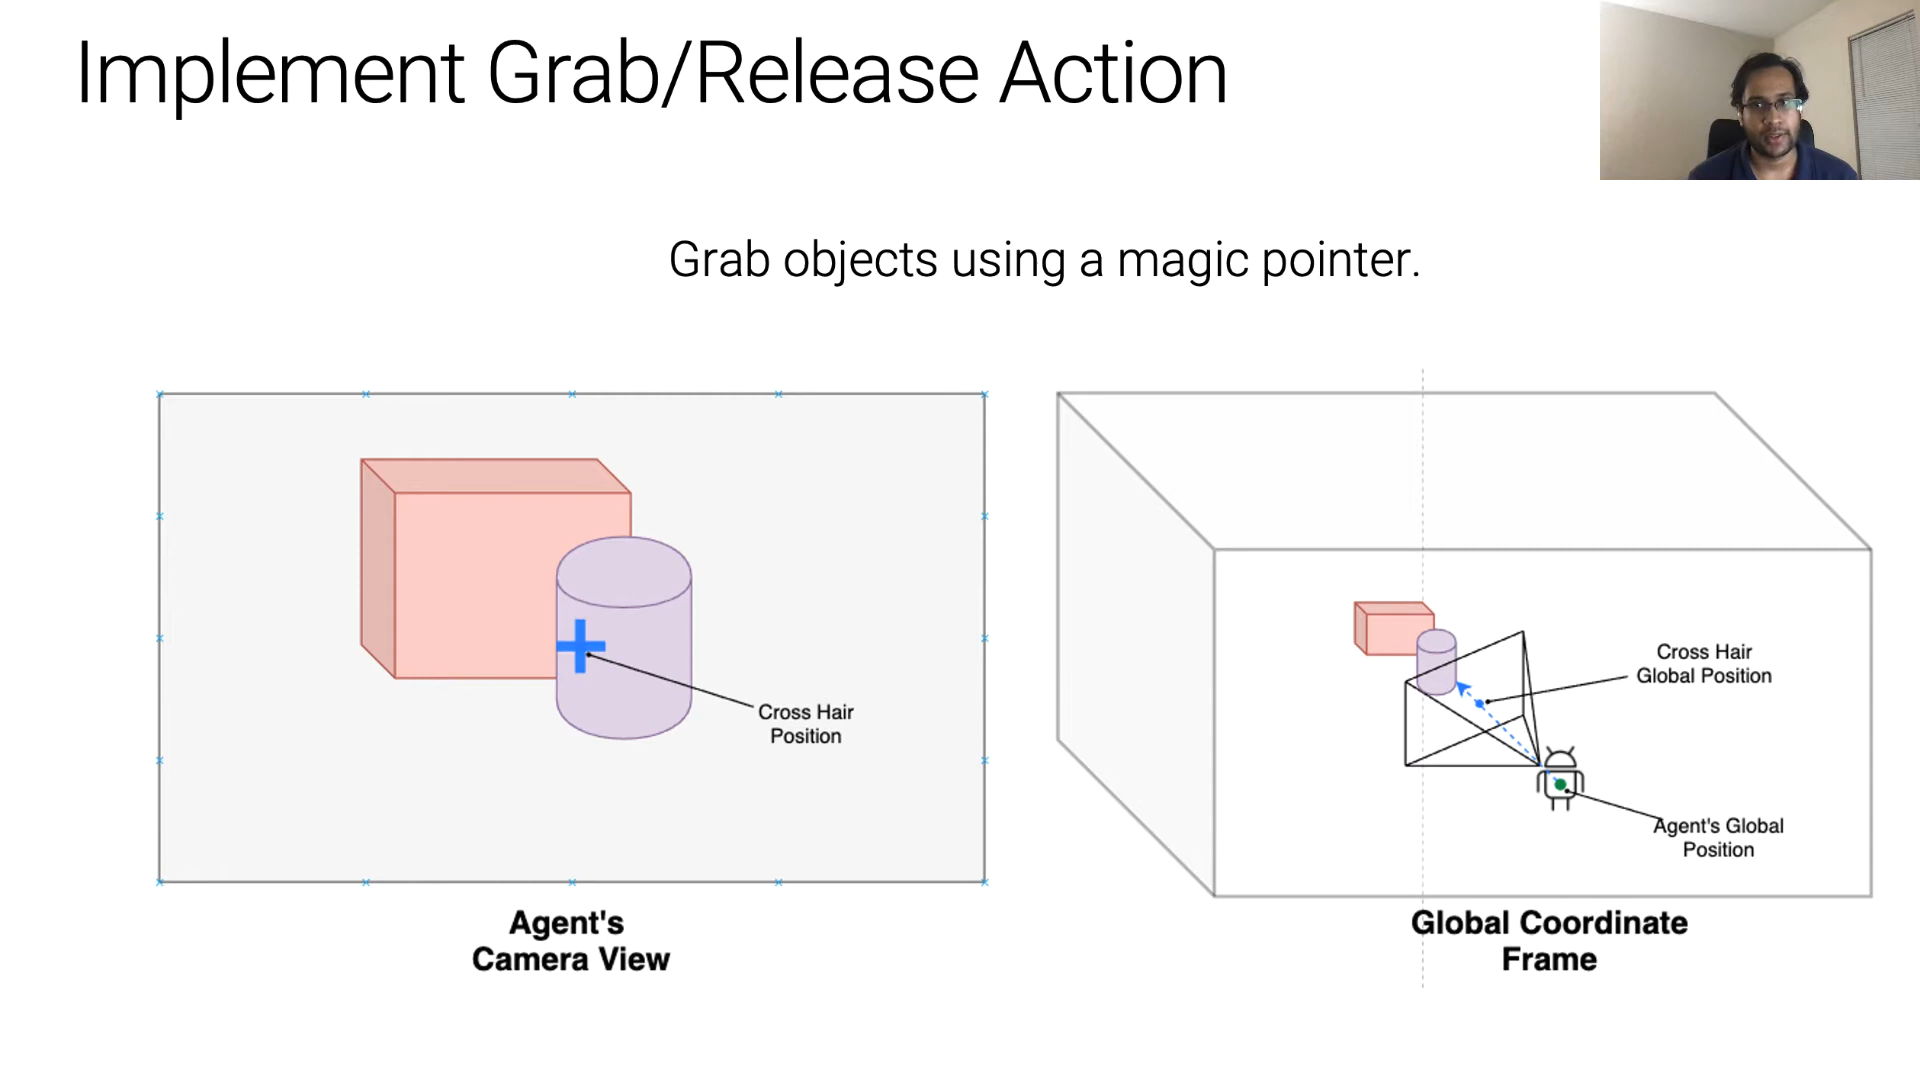 Implement Grab/Release Action
Grab objects using a magic pointer.
Cross Hair
Position
Agent's
Camera View
Cross Hair
Global Position
Agent's Global
Position
Global Coordinate
Frame